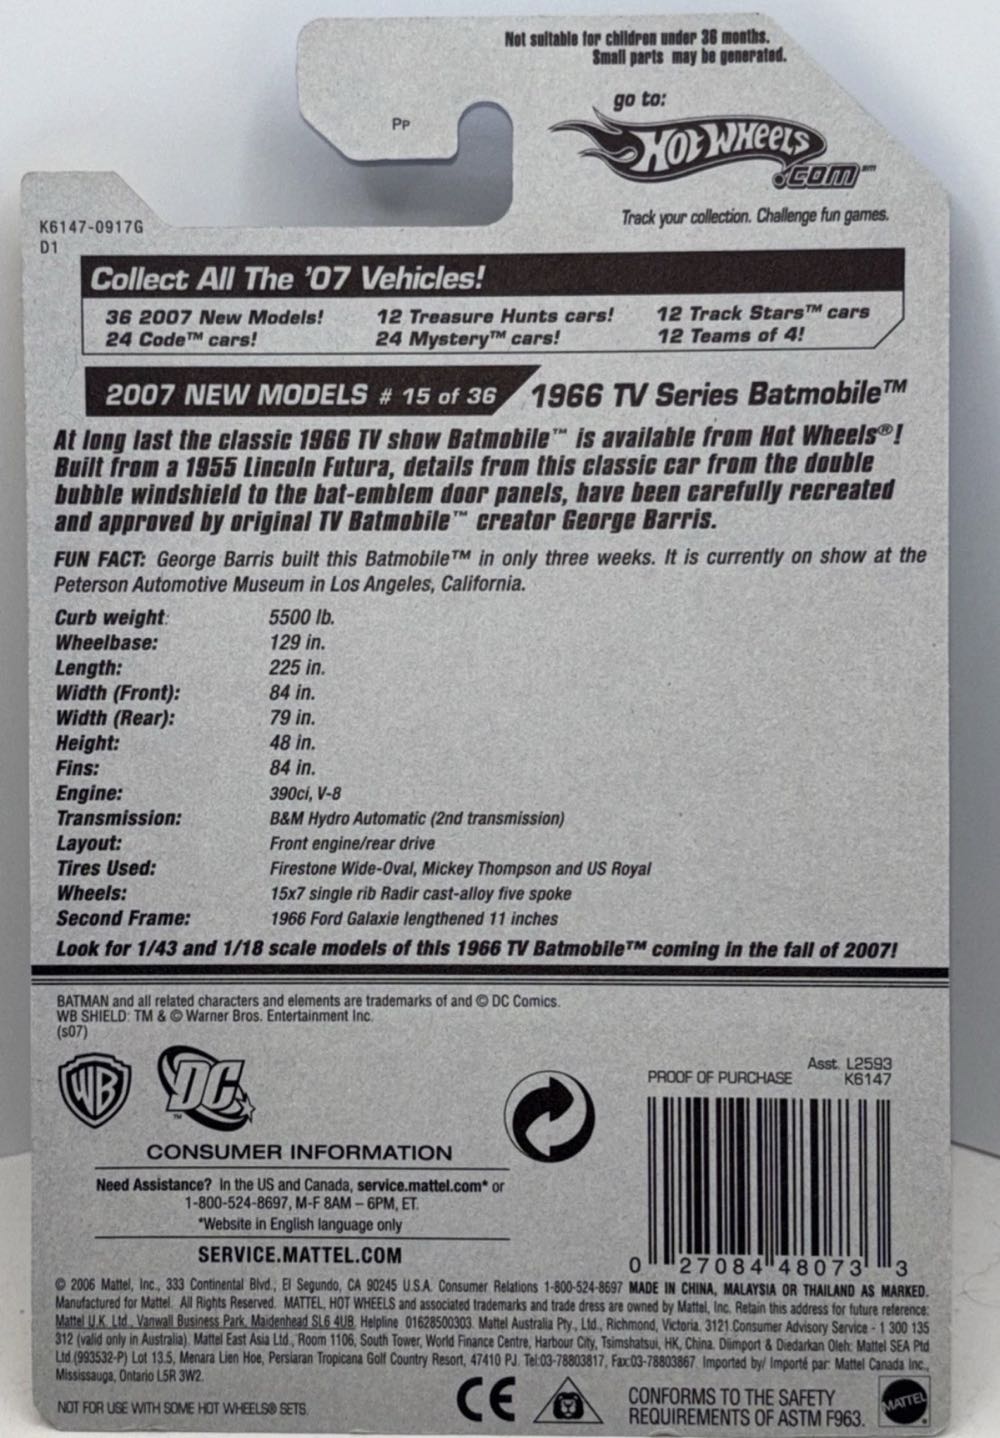 Not suitable for children under 36 months.
Small parts may be generated.
go to:
Pp
HOT WHEELS
.COM℠
Track your collection. Challenge fun games.
K6147-0917G
D1
Collect All The '07 Vehicles!
36 2007 New Models! 12 Treasure Hunts cars! 12 Track Stars™ cars
24 Code™ cars! 24 Mystery™ cars! 12 Teams of 4!
2007 NEW MODELS # 15 of 36 1966 TV Series Batmobile™
At long last the classic 1966 TV show Batmobile™ is available from Hot Wheels®!
Built from a 1955 Lincoln Futura, details from this classic car from the double
bubble windshield to the bat-emblem door panels, have been carefully recreated
and approved by original TV Batmobile™ creator George Barris.
FUN FACT: George Barris built this Batmobile™ in only three weeks. It is currently on show at the
Peterson Automotive Museum in Los Angeles, California.
Curb weight: 5500 lb.
Wheelbase: 129 in.
Length: 225 in.
Width (Front): 84 in.
Width (Rear): 79 in.
Height: 48 in.
Fins: 84 in.
Engine: 390ci, V-8
Transmission: B&M Hydro Automatic (2nd transmission)
Layout: Front engine/rear drive
Tires Used: Firestone Wide-Oval, Mickey Thompson and US Royal
Wheels: 15x7 single rib Radir cast-alloy five spoke
Second Frame: 1966 Ford Galaxie lengthened 11 inches
Look for 1/43 and 1/18 scale models of this 1966 TV Batmobile™ coming in the fall of 2007!
BATMAN and all related characters and elements are trademarks of and © DC Comics.
WB SHIELD: TM & © Warner Bros. Entertainment Inc.
(s07)
WB
DC
™
Asst. L2593
PROOF OF PURCHASE K6147
CONSUMER INFORMATION
Need Assistance? In the US and Canada, service.mattel.com* or
1-800-524-8697, M-F 8AM – 6PM, ET.
*Website in English language only
SERVICE.MATTEL.COM
0 27084 48073 3
© 2006 Mattel, Inc., 333 Continental Blvd., El Segundo, CA 90245 U.S.A. Consumer Relations 1-800-524-8697 MADE IN CHINA, MALAYSIA OR THAILAND AS MARKED.
Manufactured for Mattel. All Rights Reserved. MATTEL, HOT WHEELS and associated trademarks and trade dress are owned by Mattel, Inc. Retain this address for future reference:
Mattel U.K. Ltd., Vanwall Business Park, Maidenhead SL6 4UB. Helpline 01628500303. Mattel Australia Pty., Ltd., Richmond, Victoria. 3121.Consumer Advisory Service - 1 300 135
312 (valid only in Australia). Mattel East Asia Ltd., Room 1106, South Tower, World Finance Centre, Harbour City, Tsimshatsui, HK, China. Diimport & Diedarkan Oleh: Mattel SEA Ptd
Ltd.(993532-P) Lot 13.5, Menara Lien Hoe, Persiaran Tropicana Golf Country Resort, 47410 PJ. Tel:03-78803817, Fax:03-78803867. Imported by/ Importé par: Mattel Canada Inc.,
Mississauga, Ontario L5R 3W2.
NOT FOR USE WITH SOME HOT WHEELS® SETS.
CE
CONFORMS TO THE SAFETY
REQUIREMENTS OF ASTM F963.
MATTEL